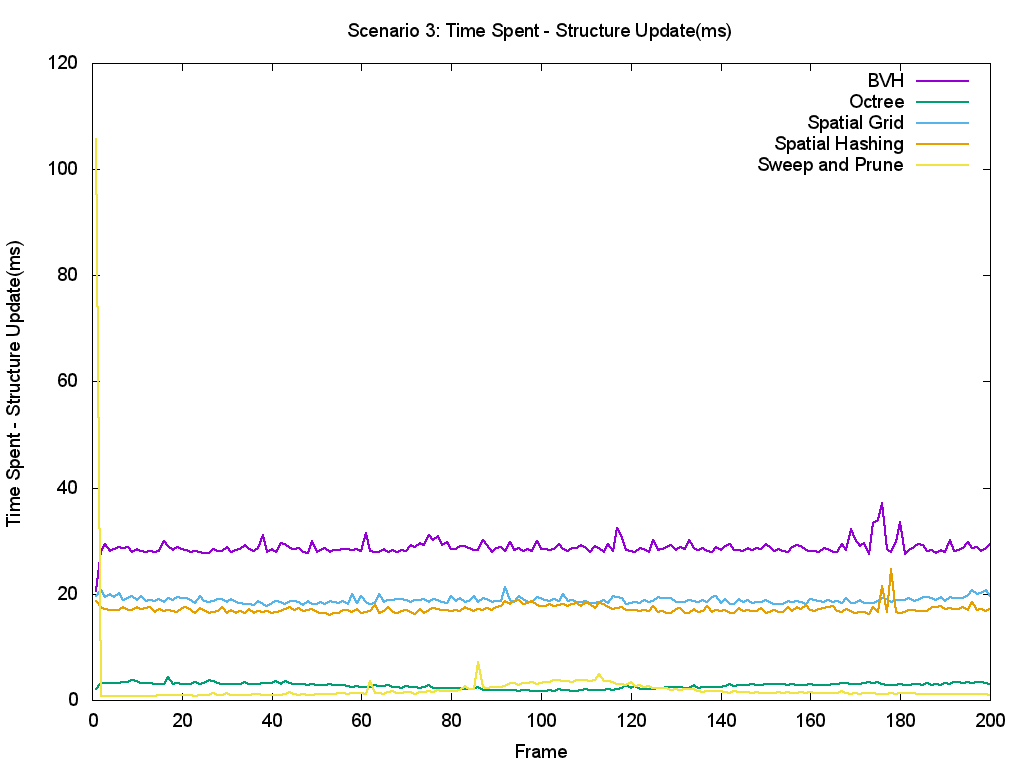 Scenario 3: Time Spent - Structure Update(ms)
120
100
80
60
40
20
0
Time Spent - Structure Update(ms)
BVH
Octree
Spatial Grid
Spatial Hashing
Sweep and Prune
0 20 40 60 80 100 120 140 160 180 200
Frame